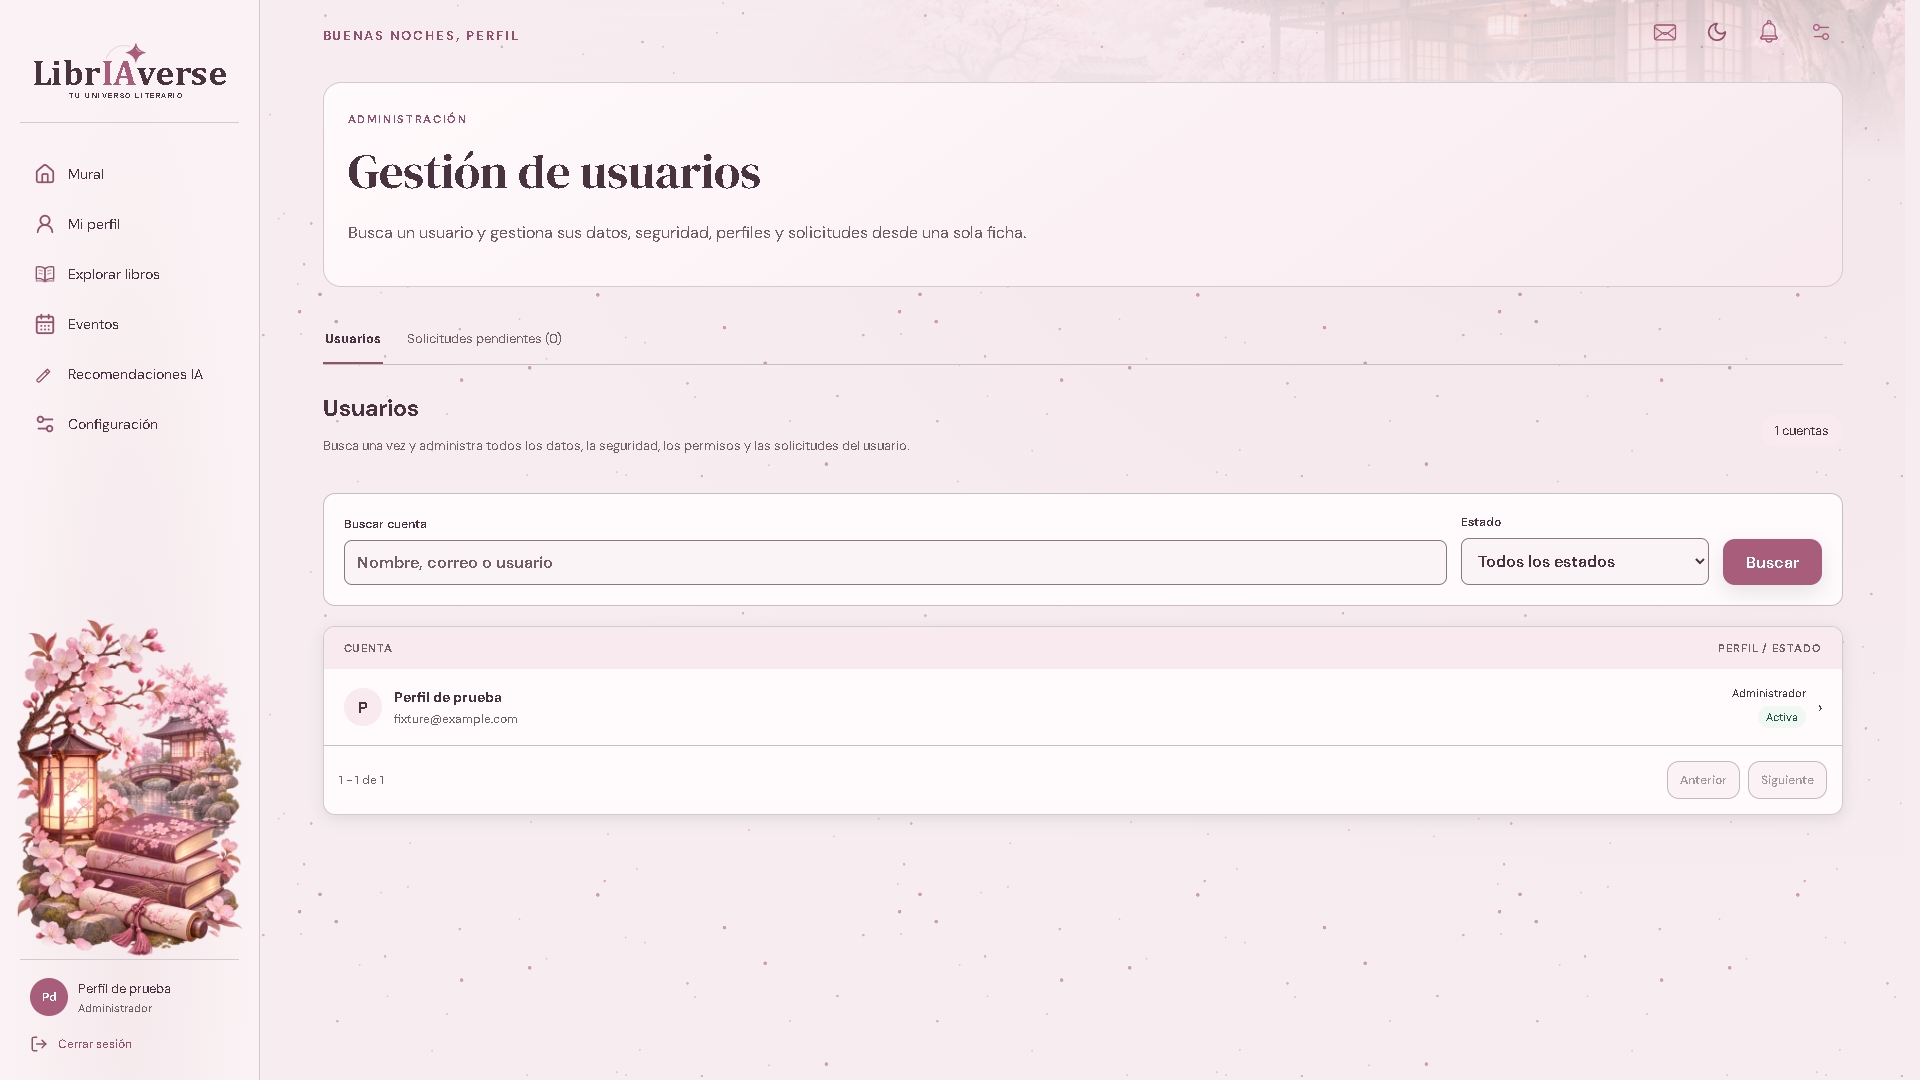 LibrIAverse
TU UNIVERSO LITERARIO
Mural
Mi perfil
Explorar libros
Eventos
Recomendaciones IA
Configuración
Perfil de prueba
Pd
Administrador
Cerrar sesión
BUENAS NOCHES, PERFIL
ADMINISTRACIÓN
Gestión de usuarios
Busca un usuario y gestiona sus datos, seguridad, perfiles y solicitudes desde una sola ficha.
Usuarios
Solicitudes pendientes (0)
Usuarios
Busca una vez y administra todos los datos, la seguridad, los permisos y las solicitudes del usuario.
1 cuentas
Buscar cuenta
Nombre, correo o usuario
Estado
Todos los estados
Buscar
CUENTA
PERFIL / ESTADO
P
Perfil de prueba
fixture@example.com
Administrador
Activa
›
1 – 1 de 1
Anterior
Siguiente